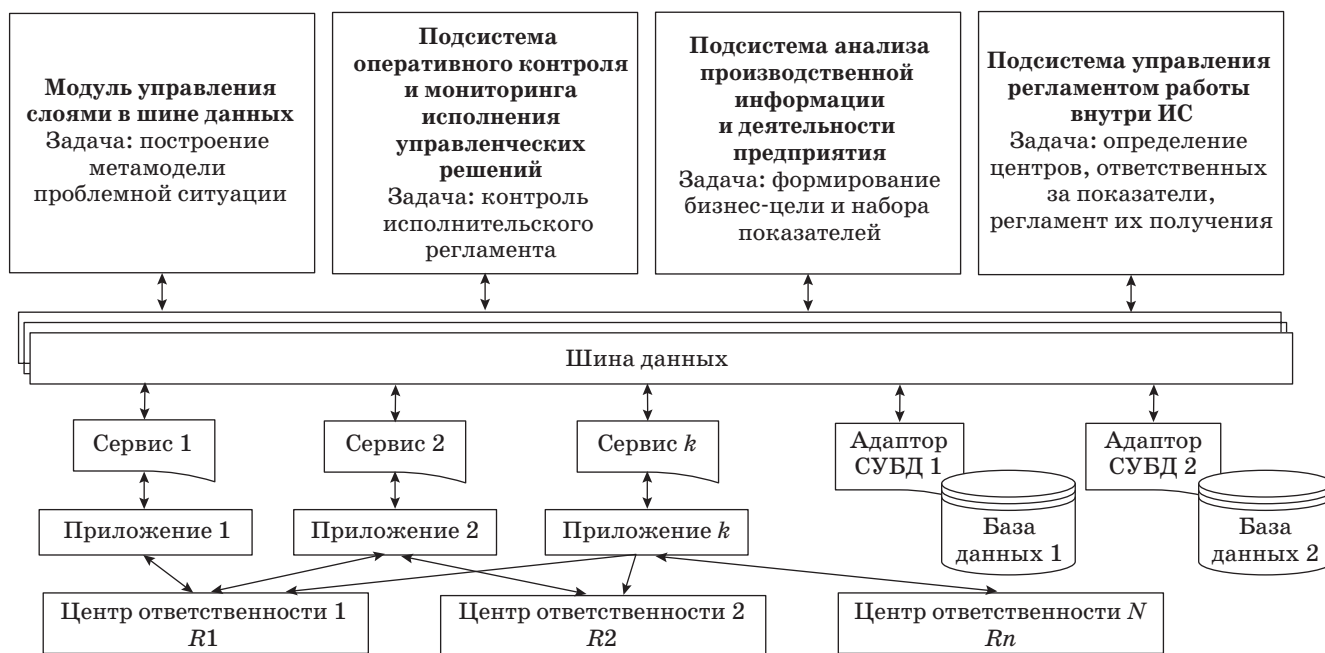 Модуль управления
слоями в шине данных
Задача: построение
метамодели
проблемной ситуации
Подсистема
оперативного контроля
и мониторинга
исполнения
управленческих
решений
Задача: контроль
исполнительского
регламента
Подсистема анализа
производственной
информации
и деятельности
предприятия
Задача: формирование
бизнес-цели и набора
показателей
Подсистема управления
регламентом работы
внутри ИС
Задача: определение
центров, ответственных
за показатели,
регламент их получения
Шина данных
Сервис 1
Сервис 2
Сервис k
Адаптор
СУБД 1
Адаптор
СУБД 2
База
данных 1
База
данных 2
Приложение 1
Приложение 2
Приложение k
Центр ответственности 1
R1
Центр ответственности 2
R2
Центр ответственности N
Rn